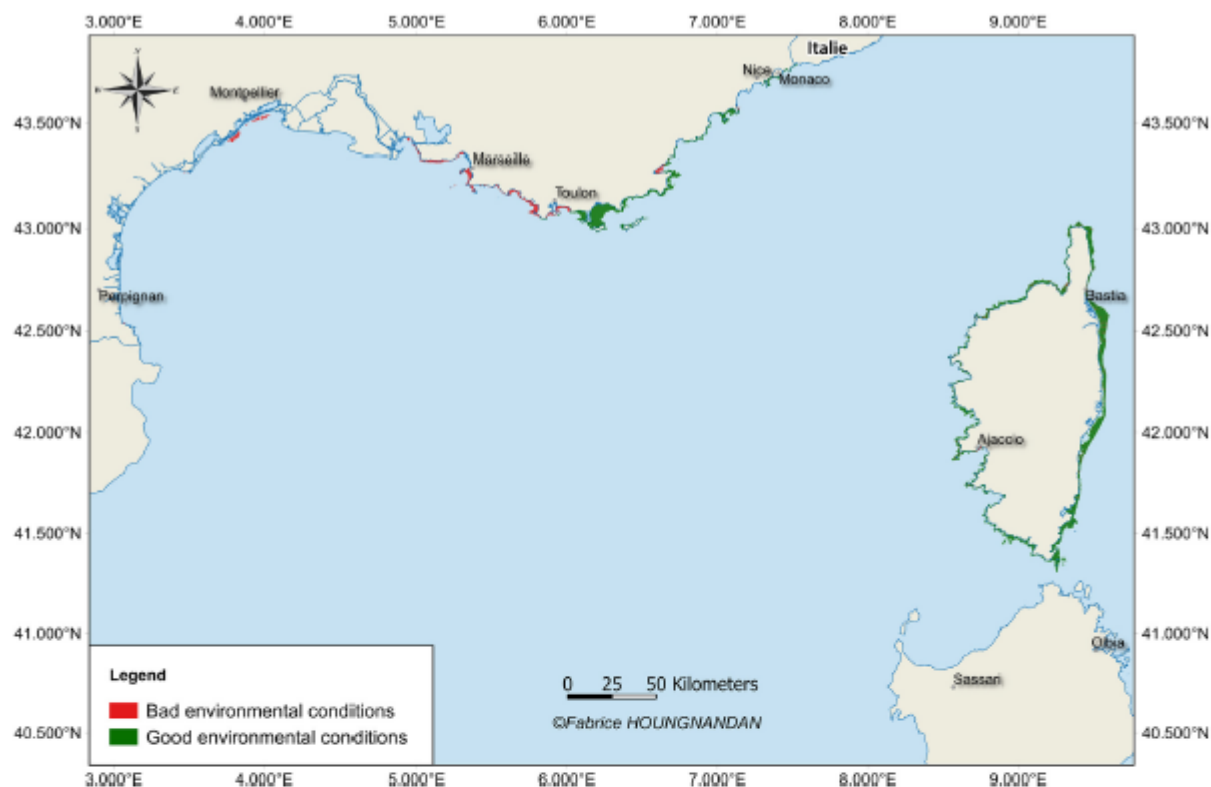 3.000°E 4.000°E 5.000°E 6.000°E 7.000°E 8.000°E 9.000°E
Italie
Nice
Monaco
Montpellier
43.500°N 43.500°N
Marseille
Toulon
43.000°N 43.000°N
Perpignan
Bastia
42.500°N 42.500°N
42.000°N 42.000°N
Ajaccio
41.500°N 41.500°N
41.000°N 41.000°N
Olbia
Sassari
Legend
0 25 50 Kilometers
Bad environmental conditions
©Fabrice HOUNGNANDAN
Good environmental conditions
40.500°N 40.500°N
3.000°E 4.000°E 5.000°E 6.000°E 7.000°E 8.000°E 9.000°E